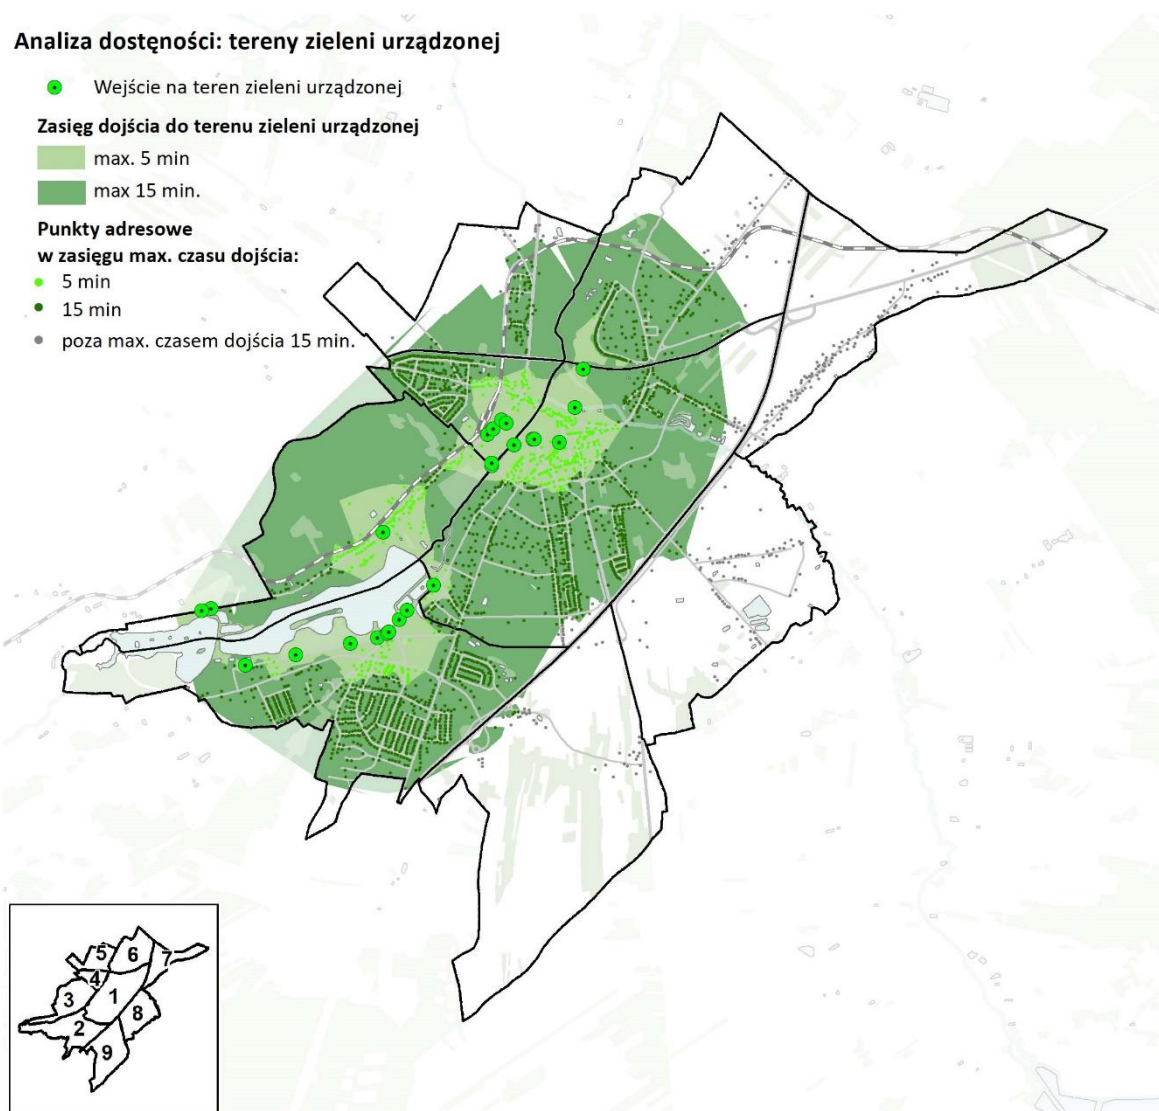 Analiza dostęności: tereny zieleni urządzonej
Wejście na teren zieleni urządzonej
Zasięg dojścia do terenu zieleni urządzonej
max. 5 min
max 15 min.
Punkty adresowe
w zasięgu max. czasu dojścia:
5 min
15 min
poza max. czasem dojścia 15 min.
5
6
7
4
3
1
8
2
9